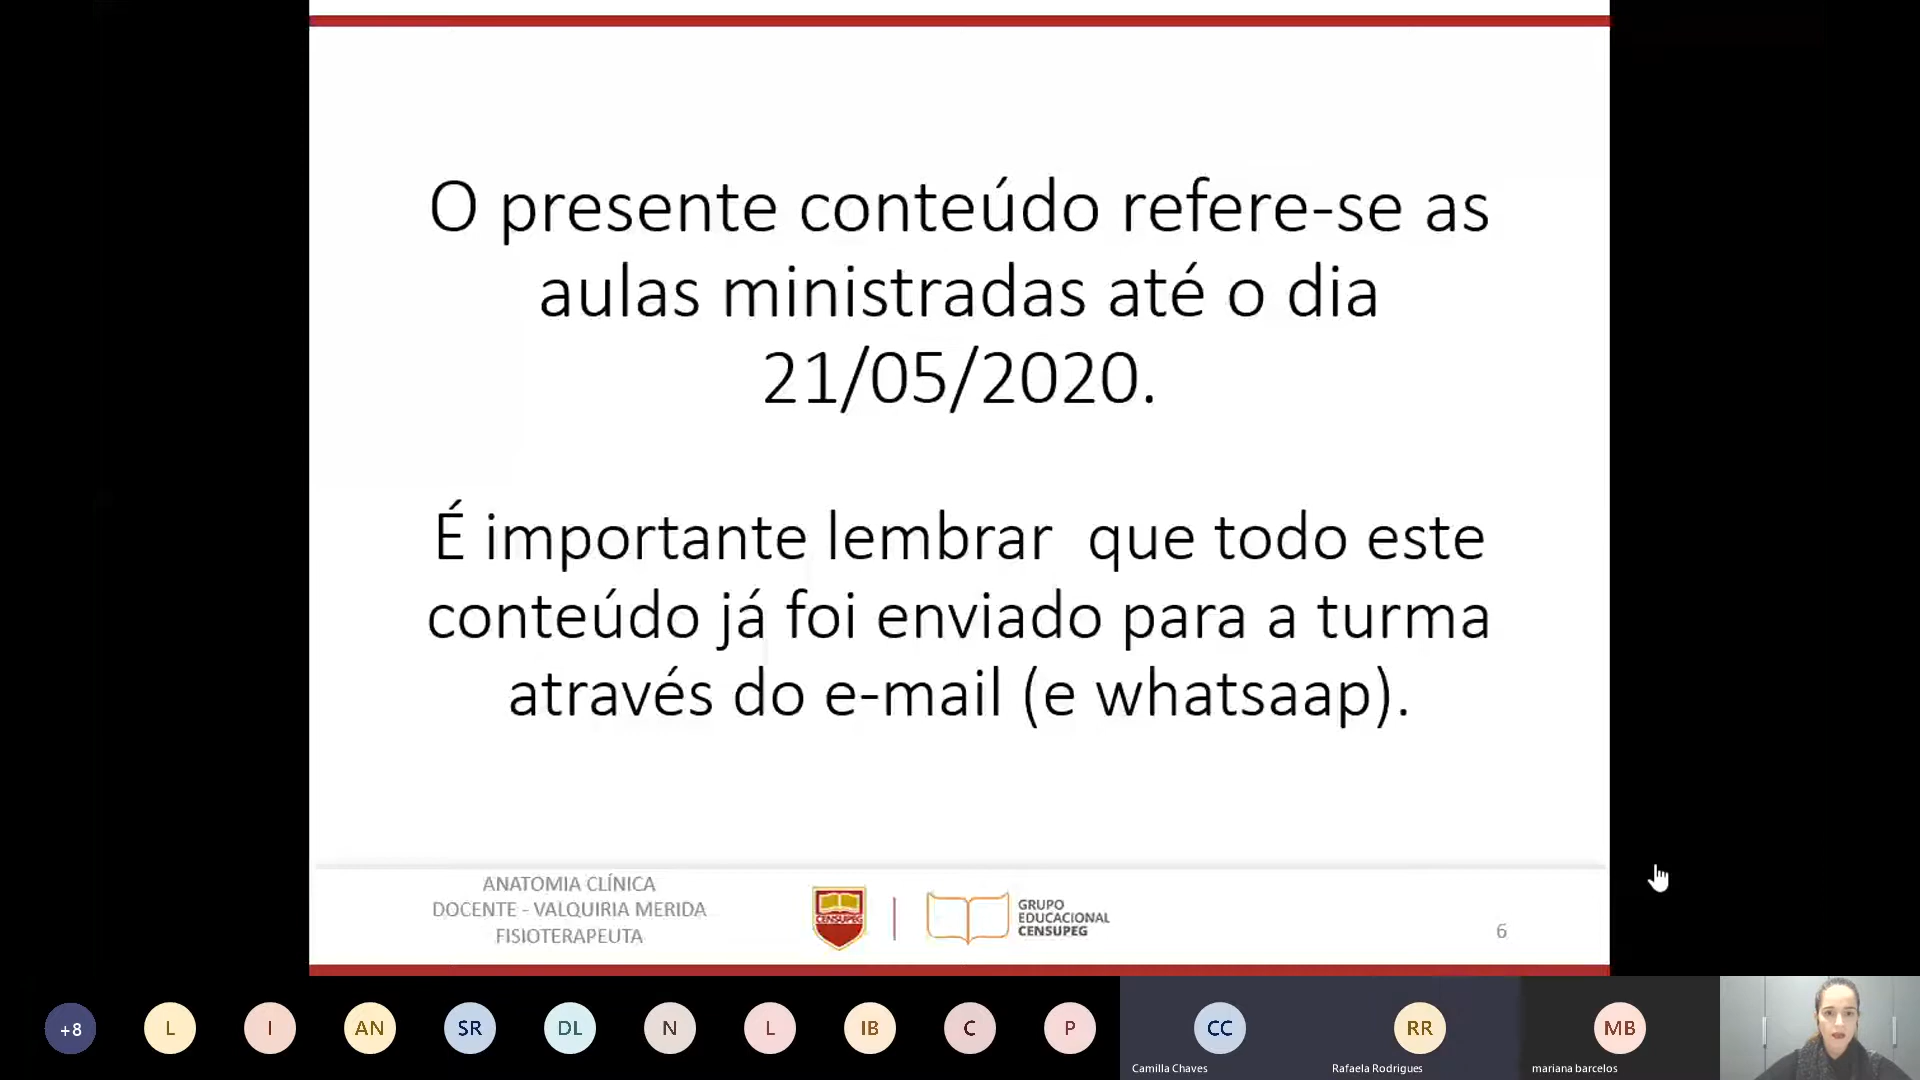 O presente conteúdo refere-se as
aulas ministradas até o dia
21/05/2020.
É importante lembrar  que todo este
conteúdo já foi enviado para a turma
através do e-mail (e whatsaap).
ANATOMIA CLÍNICA
DOCENTE - VALQUIRIA MERIDA
FISIOTERAPEUTA
CENSUPEG
GRUPO
EDUCACIONAL
CENSUPEG
6
+8
L
I
AN
SR
DL
N
L
IB
C
P
CC
RR
MB
Camilla Chaves
Rafaela Rodrigues
mariana barcelos